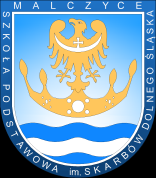 MALCZYCE
SZKOŁA PODSTAWOWA im. SKARBÓW DOLNEGO ŚLĄSKA